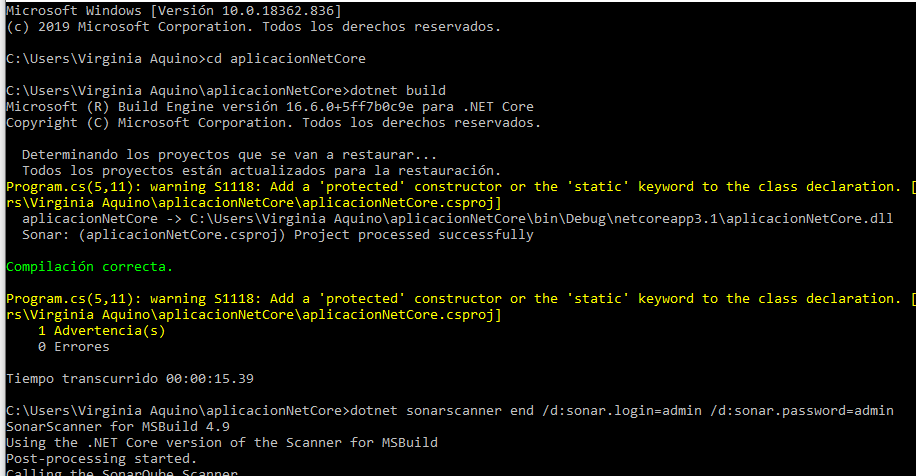 Microsoft Windows [Versión 10.0.18362.836]
(c) 2019 Microsoft Corporation. Todos los derechos reservados.
C:\Users\Virginia Aquino>cd aplicacionNetCore
C:\Users\Virginia Aquino\aplicacionNetCore>dotnet build
Microsoft (R) Build Engine versión 16.6.0+5ff7b0c9e para .NET Core
Copyright (C) Microsoft Corporation. Todos los derechos reservados.
Determinando los proyectos que se van a restaurar...
Todos los proyectos están actualizados para la restauración.
Program.cs(5,11): warning S1118: Add a 'protected' constructor or the 'static' keyword to the class declaration. [
rs\Virginia Aquino\aplicacionNetCore\aplicacionNetCore.csproj]
aplicacionNetCore -> C:\Users\Virginia Aquino\aplicacionNetCore\bin\Debug\netcoreapp3.1\aplicacionNetCore.dll
Sonar: (aplicacionNetCore.csproj) Project processed successfully
Compilación correcta.
Program.cs(5,11): warning S1118: Add a 'protected' constructor or the 'static' keyword to the class declaration. [
rs\Virginia Aquino\aplicacionNetCore\aplicacionNetCore.csproj]
1 Advertencia(s)
0 Errores
Tiempo transcurrido 00:00:15.39
C:\Users\Virginia Aquino\aplicacionNetCore>dotnet sonarscanner end /d:sonar.login=admin /d:sonar.password=admin
SonarScanner for MSBuild 4.9
Using the .NET Core version of the Scanner for MSBuild
Post-processing started.
Calling the SonarQube Scanner